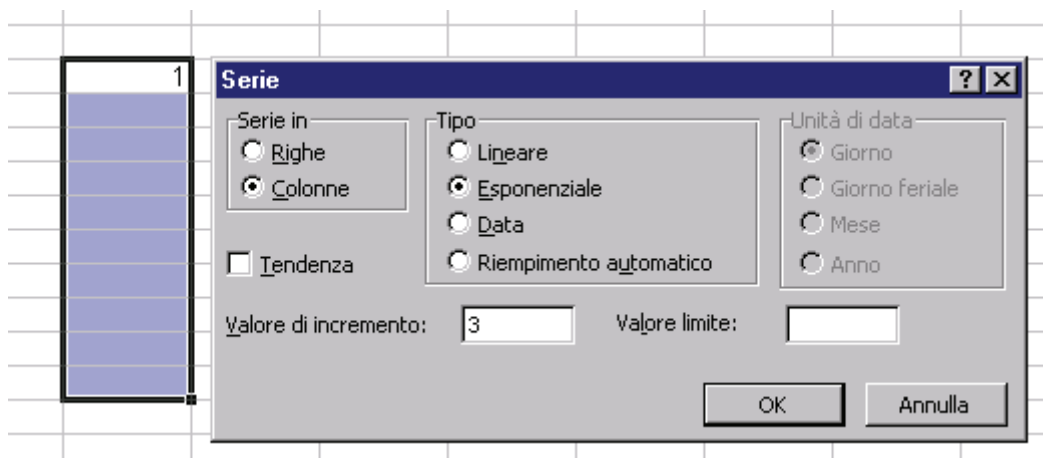 1
Serie
Serie in
Righe
Colonne
Tendenza
Tipo
Lineare
Esponenziale
Data
Riempimento automatico
Unità di data
Giorno
Giorno feriale
Mese
Anno
Valore di incremento: 3
Valore limite:
OK
Annulla